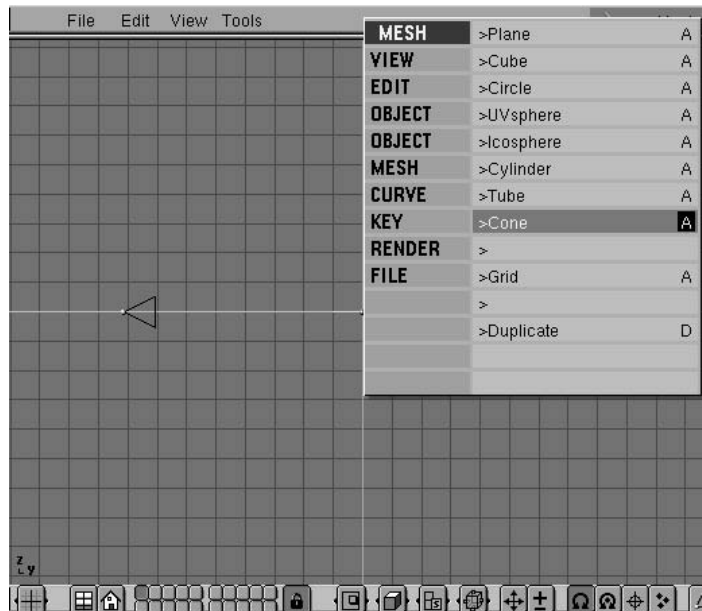 File Edit View Tools
MESH >Plane A
VIEW >Cube A
EDIT >Circle A
OBJECT >UVsphere A
OBJECT >Icosphere A
MESH >Cylinder A
CURVE >Tube A
KEY >Cone A
RENDER >
FILE >Grid A
>
>Duplicate D
z
y